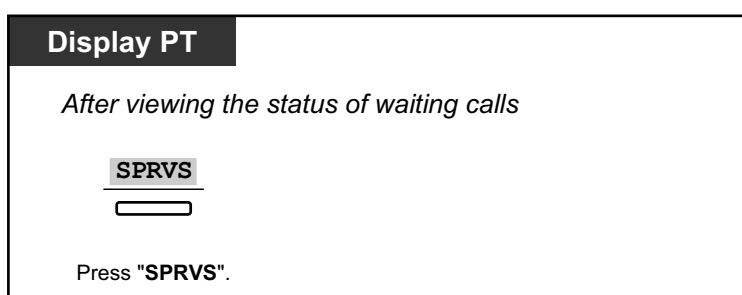 Display PT
After viewing the status of waiting calls
SPRVS
Press "SPRVS".